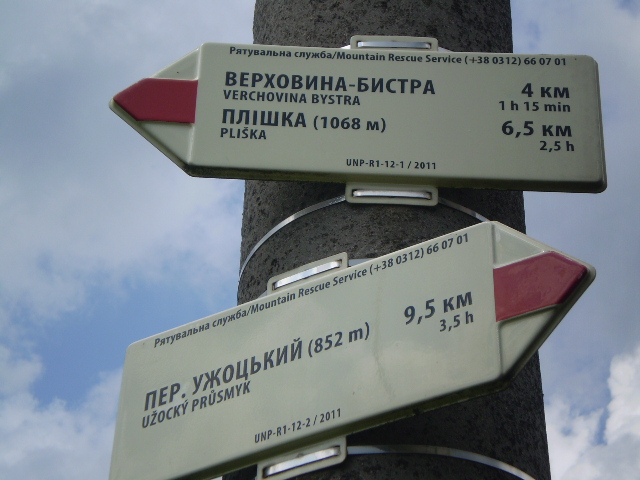 Рятувальна служба/Mountain Rescue Service (+38 0312) 66 07 01
ВЕРХОВИНА-БИСТРА 4 км
VERCHOVINA BYSTRA 1 h 15 min
ПЛІШКА (1068 м) 6,5 км
PLIŠKA 2,5 h
UNP-R1-12-1 / 2011
Рятувальна служба/Mountain Rescue Service (+38 0312) 66 07 01
ПЕР. УЖОЦЬКИЙ (852 m) 9,5 км
UŽOCKÝ PRŮSMYK 3,5 h
UNP-R1-12-2 / 2011